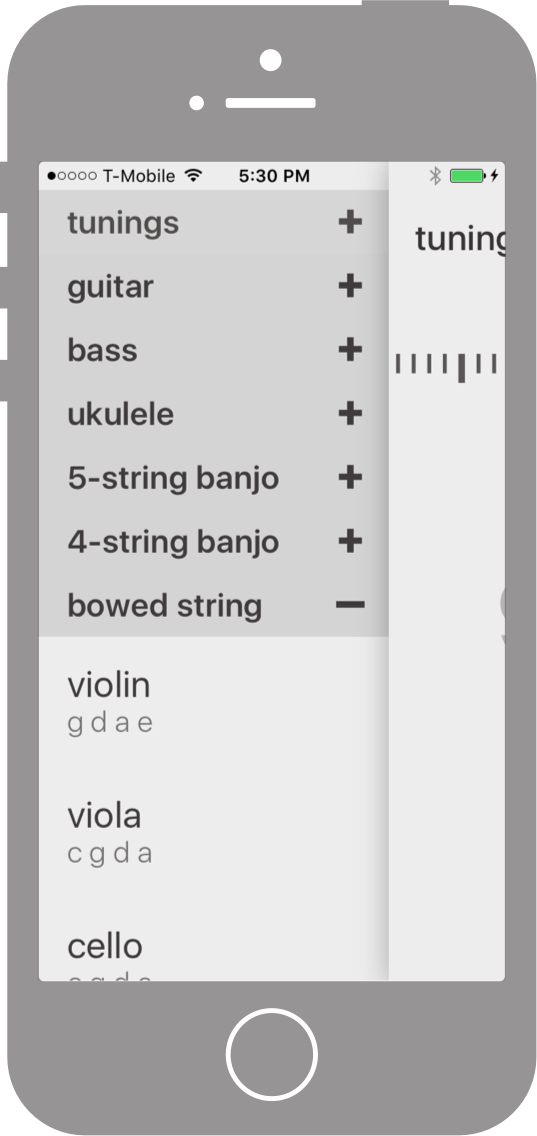 T-Mobile 5:30 PM
tunings +
tuning
guitar +
bass +
ukulele +
5-string banjo +
4-string banjo +
bowed string −
violin
g d a e
viola
c g d a
cello